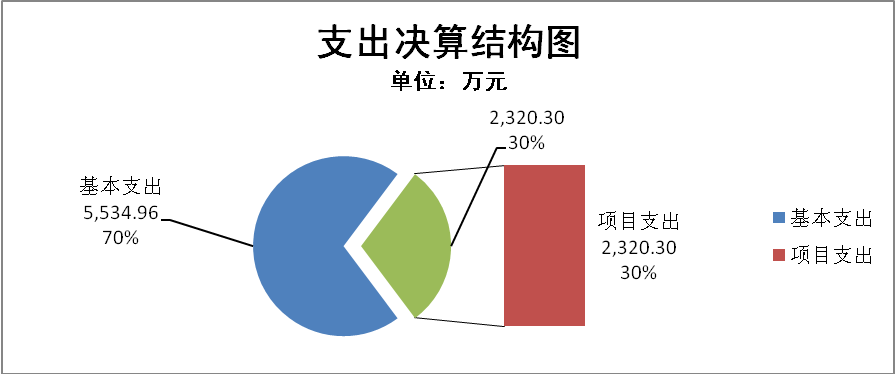 支出决算结构图
单位：万元
2,320.30
30%
基本支出
5,534.96
70%
项目支出
2,320.30
30%
基本支出
项目支出